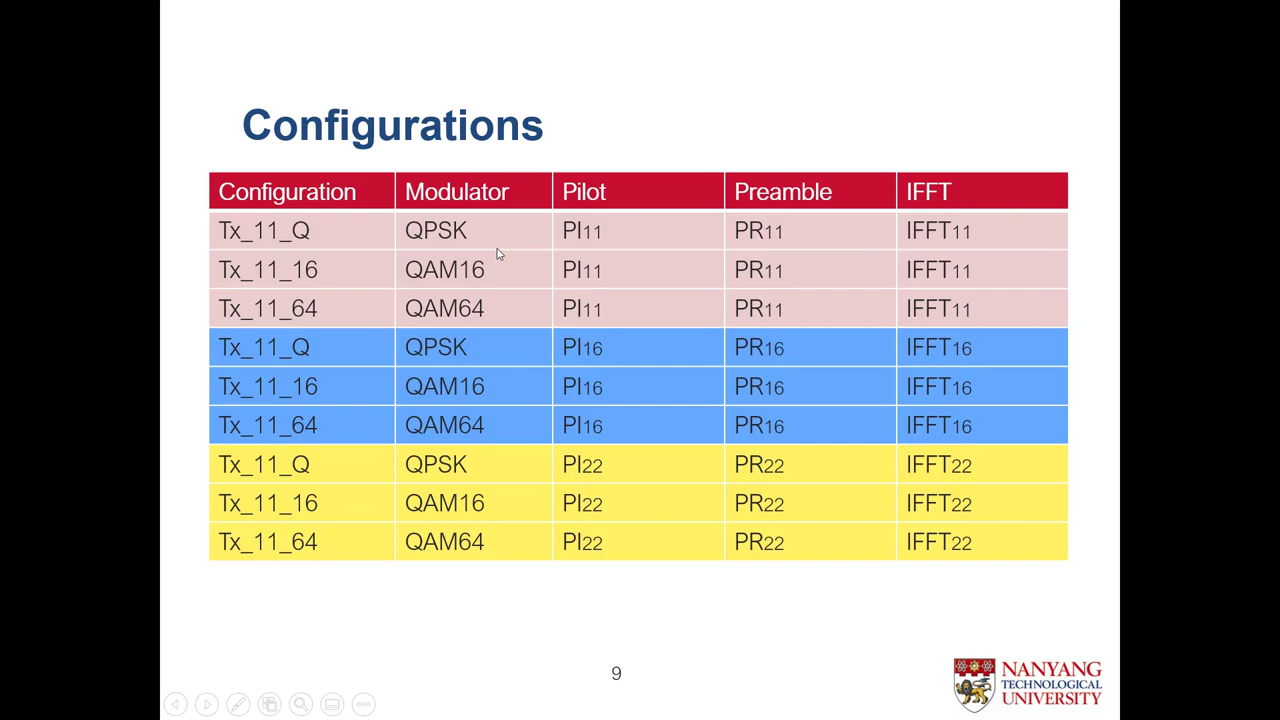 Configurations
Configuration Modulator Pilot Preamble IFFT
Tx_11_Q QPSK PI11 PR11 IFFT11
Tx_11_16 QAM16 PI11 PR11 IFFT11
Tx_11_64 QAM64 PI11 PR11 IFFT11
Tx_11_Q QPSK PI16 PR16 IFFT16
Tx_11_16 QAM16 PI16 PR16 IFFT16
Tx_11_64 QAM64 PI16 PR16 IFFT16
Tx_11_Q QPSK PI22 PR22 IFFT22
Tx_11_16 QAM16 PI22 PR22 IFFT22
Tx_11_64 QAM64 PI22 PR22 IFFT22
9
NANYANG
TECHNOLOGICAL
UNIVERSITY